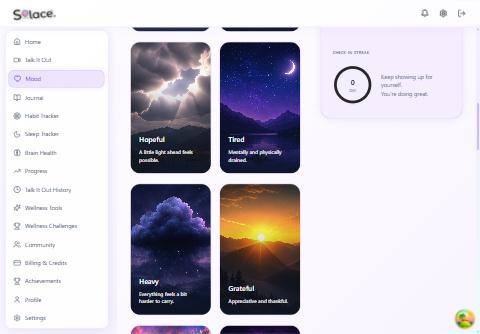 Solace.
Home
Talk It Out
Mood
Journal
Habit Tracker
Sleep Tracker
Brain Health
Progress
Talk It Out History
Wellness Tools
Wellness Challenges
Community
Billing & Credits
Achievements
Profile
Settings
Hopeful
A little light ahead feels
possible.
Tired
Mentally and physically
drained.
Heavy
Everything feels a bit
harder to carry.
Grateful
Appreciative and thankful.
CHECK-IN STREAK
0
Keep showing up for
yourself.
You're doing great.